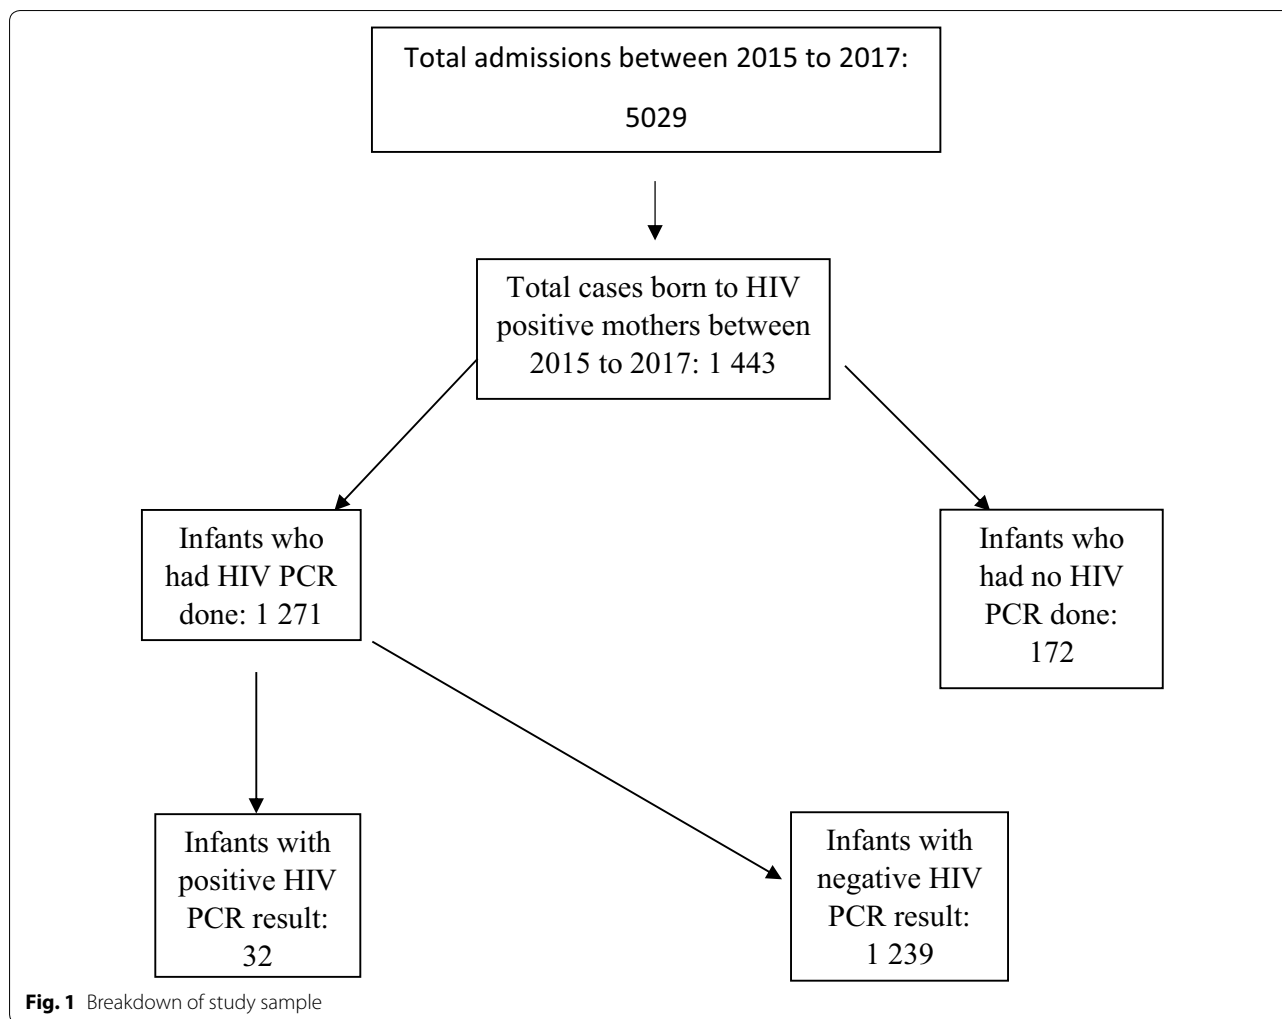 Total admissions between 2015 to 2017:
5029
Total cases born to HIV
positive mothers between
2015 to 2017: 1 443
Infants who
had HIV PCR
done: 1 271
Infants who
had no HIV
PCR done:
172
Infants with
positive HIV
PCR result:
32
Infants with
negative HIV
PCR result:
1 239
Fig. 1 Breakdown of study sample